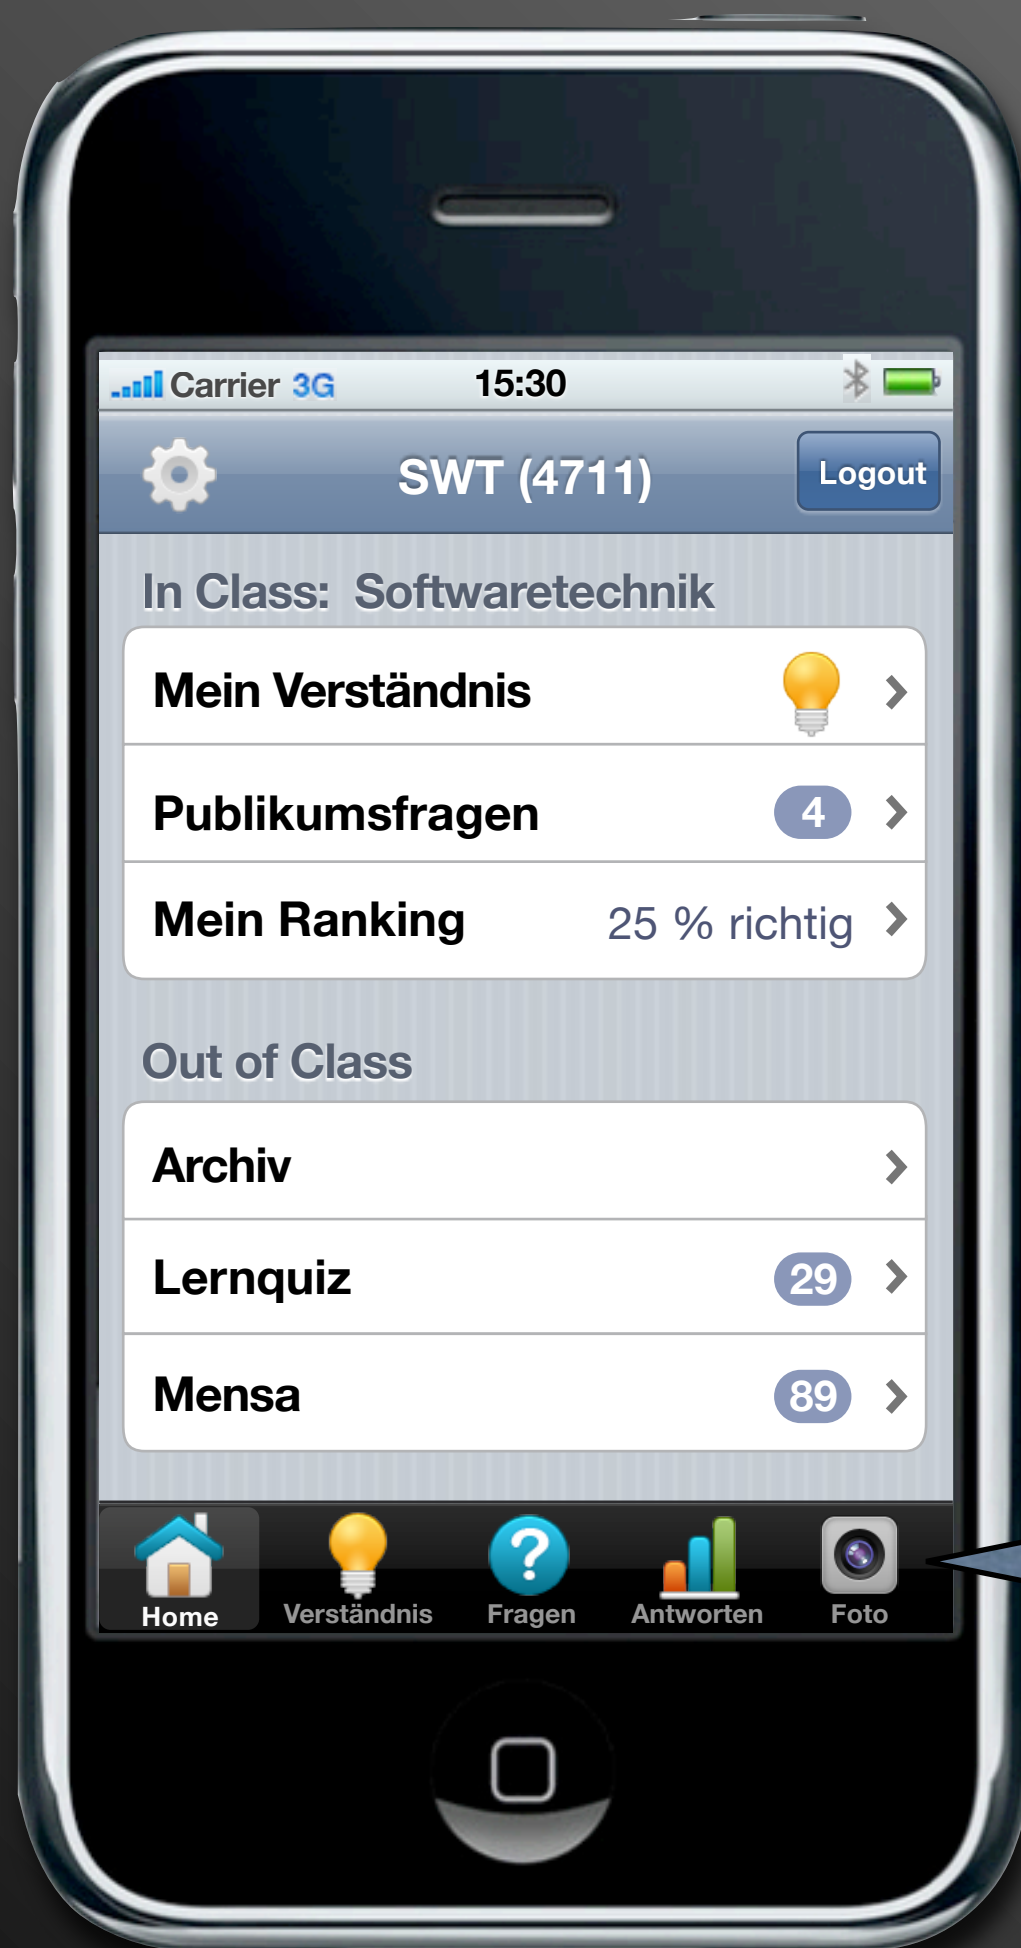 Carrier 3G 15:30
SWT (4711) Logout
In Class: Softwaretechnik
Mein Verständnis
Publikumsfragen 4
Mein Ranking 25 % richtig
Out of Class
Archiv
Lernquiz 29
Mensa 89
Home Verständnis Fragen Antworten Foto